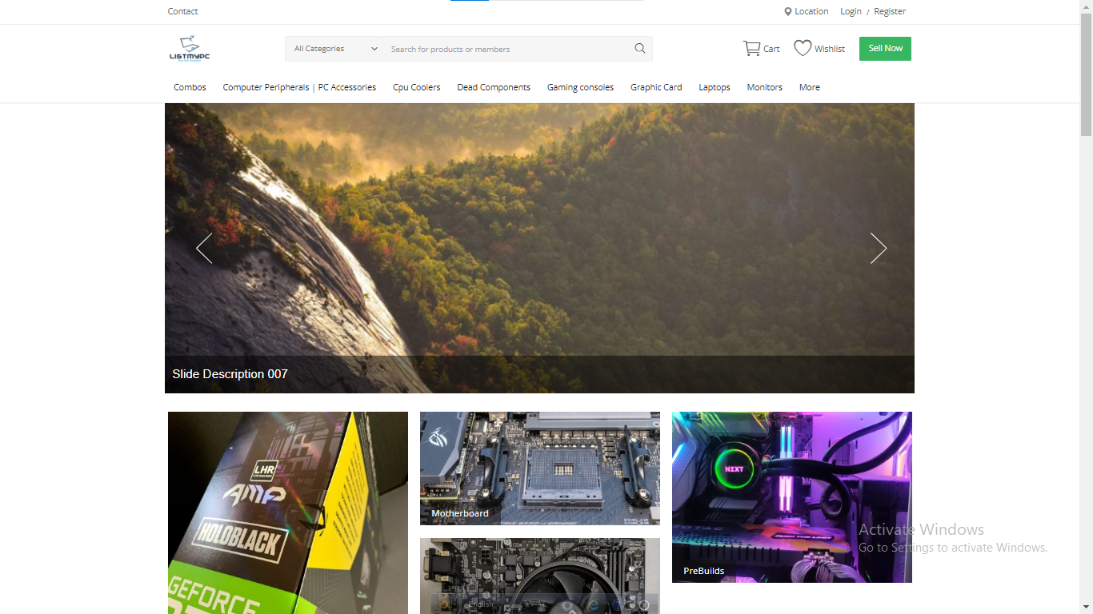 Contact
Location Login / Register
LISTMYPC
All Categories Search for products or members
Cart Wishlist Sell Now
Combos Computer Peripherals | PC Accessories Cpu Coolers Dead Components Gaming consoles Graphic Card Laptops Monitors More
Slide Description 007
LHR
AMP
HOLOBLACK
GEFORCE
Motherboard
NZXT
PreBuilds
Activate Windows
Go to Settings to activate Windows.
English